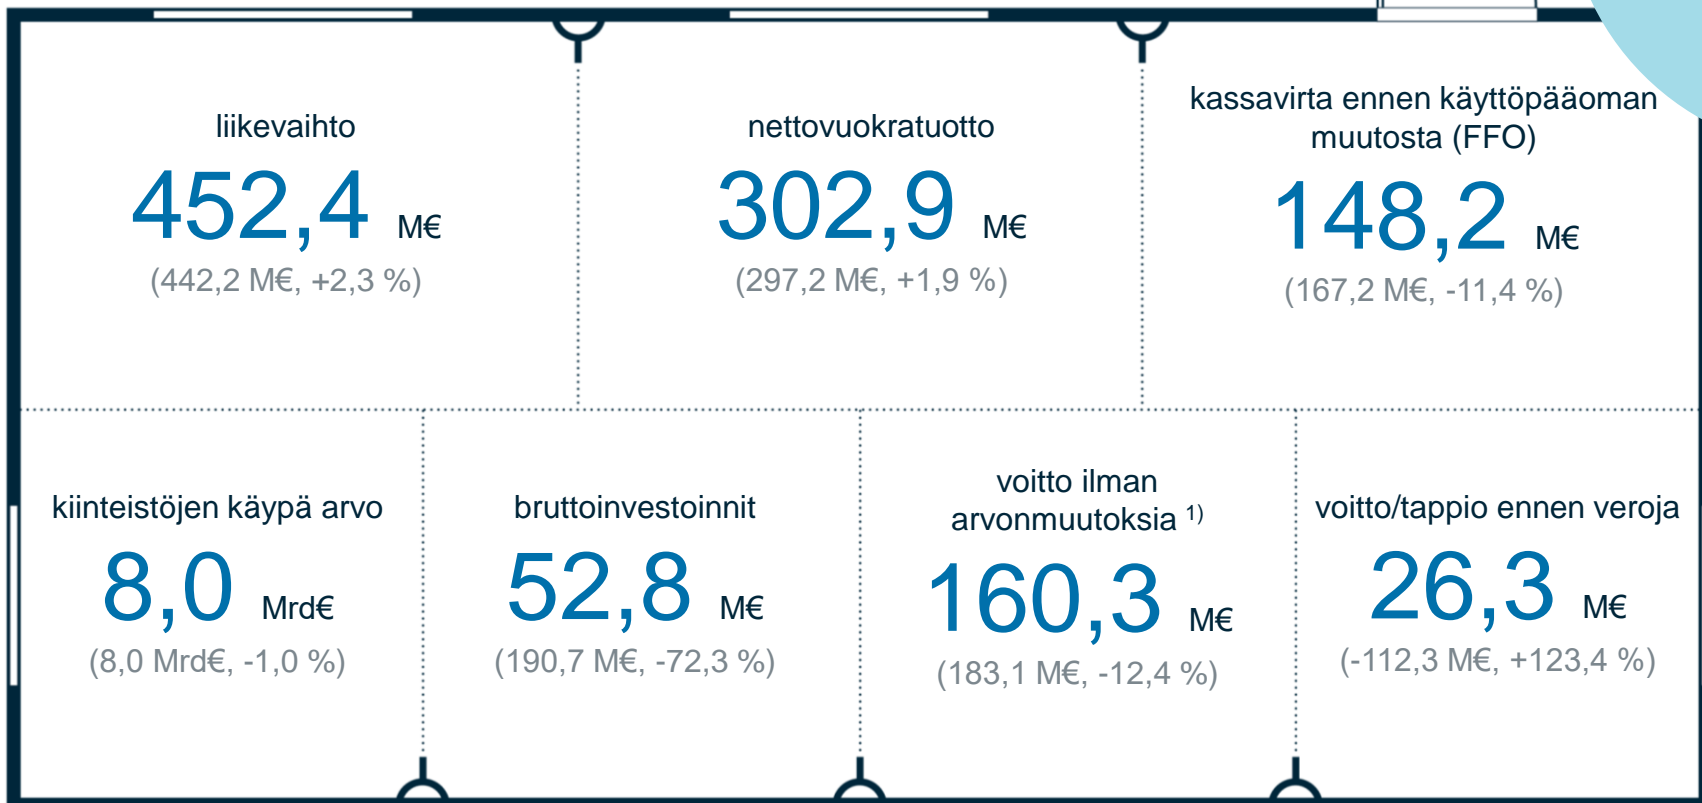 liikevaihto
452,4 M€
(442,2 M€, +2,3 %)
nettovuokratuotto
302,9 M€
(297,2 M€, +1,9 %)
kassavirta ennen käyttöpääoman
muutosta (FFO)
148,2 M€
(167,2 M€, -11,4 %)
kiinteistöjen käypä arvo
8,0 Mrd€
(8,0 Mrd€, -1,0 %)
bruttoinvestoinnit
52,8 M€
(190,7 M€, -72,3 %)
voitto ilman
arvonmuutoksia ¹⁾
160,3 M€
(183,1 M€, -12,4 %)
voitto/tappio ennen veroja
26,3 M€
(-112,3 M€, +123,4 %)